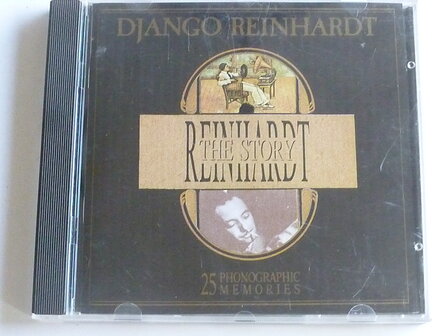 DJANGO REINHARDT
REINHARDT
THE STORY
25 PHONOGRAPHIC
MEMORIES